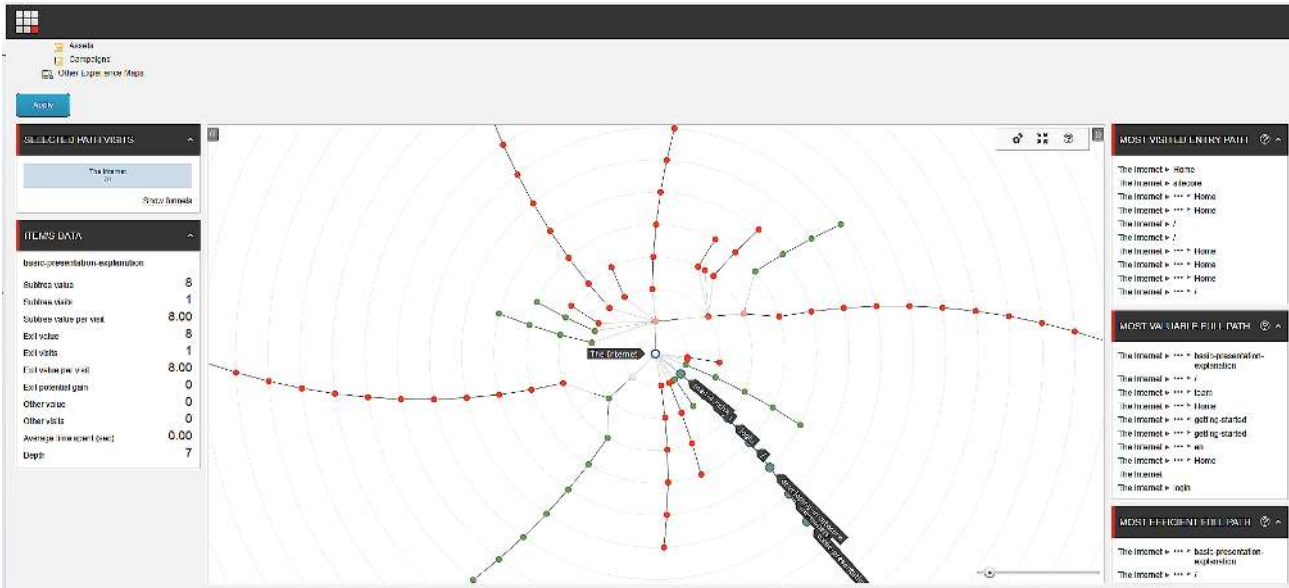 Assets
Campaigns
Other Experience Maps
Apply
SELECTED PATH VISITS
The Internet
Show funnels
ITEM'S DATA
basic-presentation-explanation
Subtree value 8
Subtree visits 1
Subtree value per visit 8.00
Exit value 8
Exit visits 1
Exit value per visit 8.00
Exit potential gain 0
Other value 0
Other visits 0
Average time spent (sec) 0.00
Depth 7
The Internet
login
MOST VISITED ENTRY PATH
The Internet ▸ Home
The Internet ▸ sitecore
The Internet ▸ ••• ▸ Home
The Internet ▸ ••• ▸ Home
The Internet ▸ /
The Internet ▸ /
The Internet ▸ ••• ▸ Home
The Internet ▸ ••• ▸ Home
The Internet ▸ ••• ▸ Home
The Internet ▸ ••• ▸ /
MOST VALUABLE FULL PATH
The Internet ▸ ••• ▸ basic-presentation-
explanation
The Internet ▸ ••• ▸ /
The Internet ▸ ••• ▸ learn
The Internet ▸ ••• ▸ Home
The Internet ▸ ••• ▸ getting-started
The Internet ▸ ••• ▸ getting-started
The Internet ▸ ••• ▸ en
The Internet ▸ ••• ▸ Home
The Internet
The Internet ▸ login
MOST EFFICIENT FULL PATH
The Internet ▸ ••• ▸ basic-presentation-
explanation
The Internet ▸ ••• ▸ /